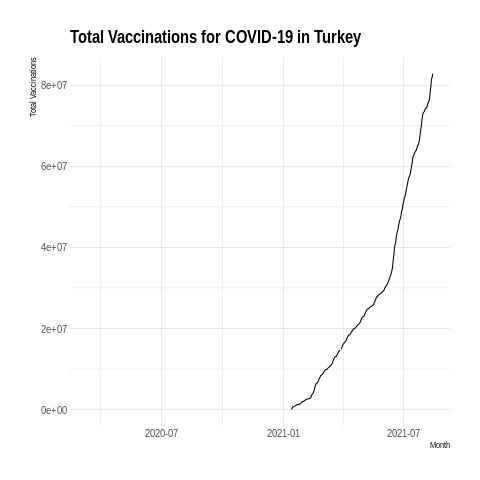 Total Vaccinations for COVID-19 in Turkey
Total Vaccinations
8e+07
6e+07
4e+07
2e+07
0e+00
2020-07
2021-01
2021-07
Month